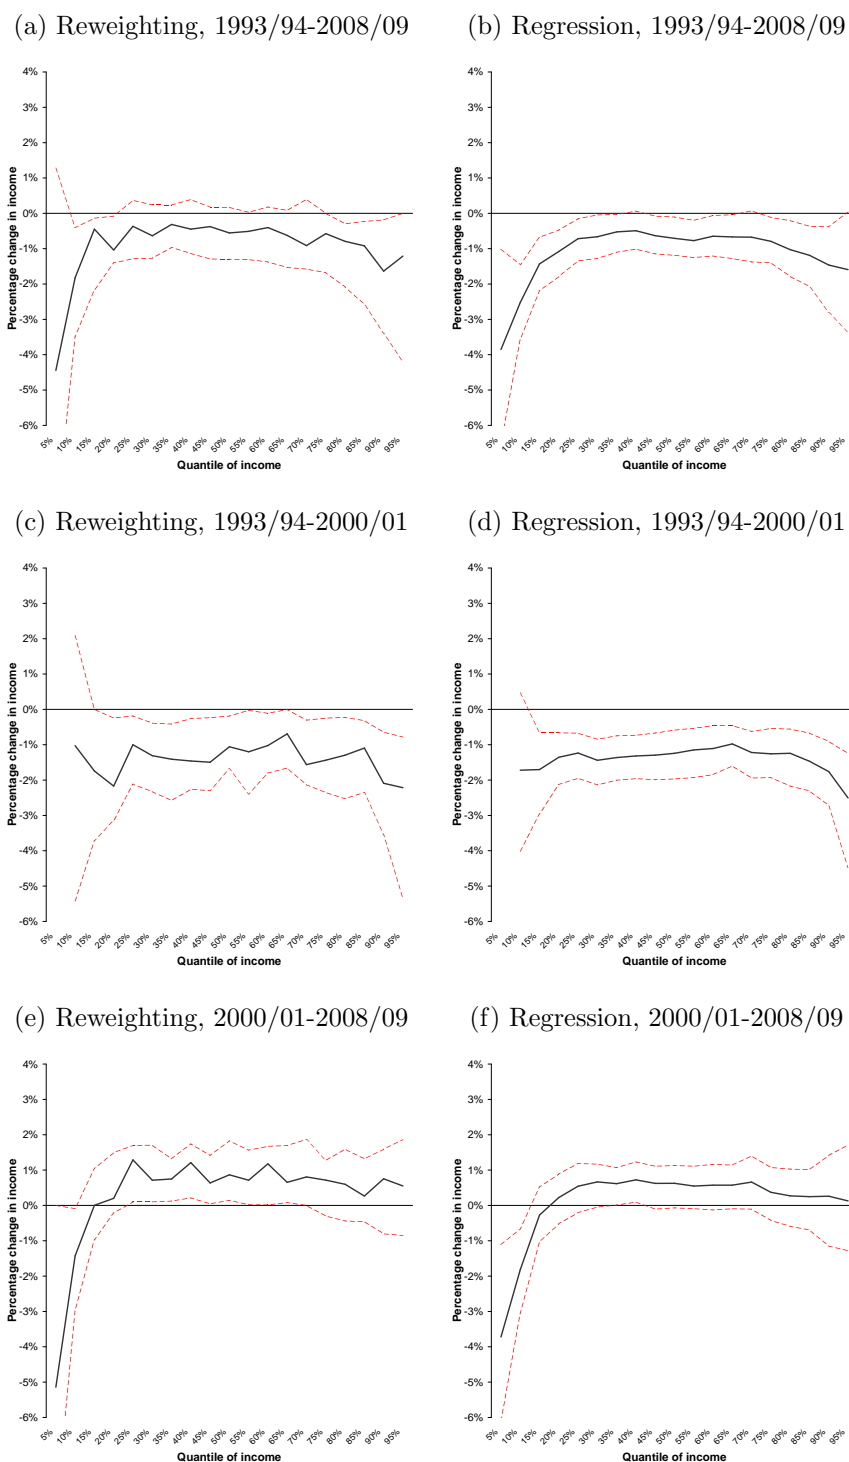 (a) Reweighting, 1993/94-2008/09
(b) Regression, 1993/94-2008/09
Percentage change in income
4%
3%
2%
1%
0%
-1%
-2%
-3%
-4%
-5%
-6%
5% 10% 15% 20% 25% 30% 35% 40% 45% 50% 55% 60% 65% 70% 75% 80% 85% 90% 95%
Quantile of income
Percentage change in income
4%
3%
2%
1%
0%
-1%
-2%
-3%
-4%
-5%
-6%
5% 10% 15% 20% 25% 30% 35% 40% 45% 50% 55% 60% 65% 70% 75% 80% 85% 90% 95%
Quantile of income
(c) Reweighting, 1993/94-2000/01
(d) Regression, 1993/94-2000/01
Percentage change in income
4%
3%
2%
1%
0%
-1%
-2%
-3%
-4%
-5%
-6%
5% 10% 15% 20% 25% 30% 35% 40% 45% 50% 55% 60% 65% 70% 75% 80% 85% 90% 95%
Quantile of income
Percentage change in income
4%
3%
2%
1%
0%
-1%
-2%
-3%
-4%
-5%
-6%
5% 10% 15% 20% 25% 30% 35% 40% 45% 50% 55% 60% 65% 70% 75% 80% 85% 90% 95%
Quantile of income
(e) Reweighting, 2000/01-2008/09
(f) Regression, 2000/01-2008/09
Percentage change in income
4%
3%
2%
1%
0%
-1%
-2%
-3%
-4%
-5%
-6%
5% 10% 15% 20% 25% 30% 35% 40% 45% 50% 55% 60% 65% 70% 75% 80% 85% 90% 95%
Quantile of income
Percentage change in income
4%
3%
2%
1%
0%
-1%
-2%
-3%
-4%
-5%
-6%
5% 10% 15% 20% 25% 30% 35% 40% 45% 50% 55% 60% 65% 70% 75% 80% 85% 90% 95%
Quantile of income